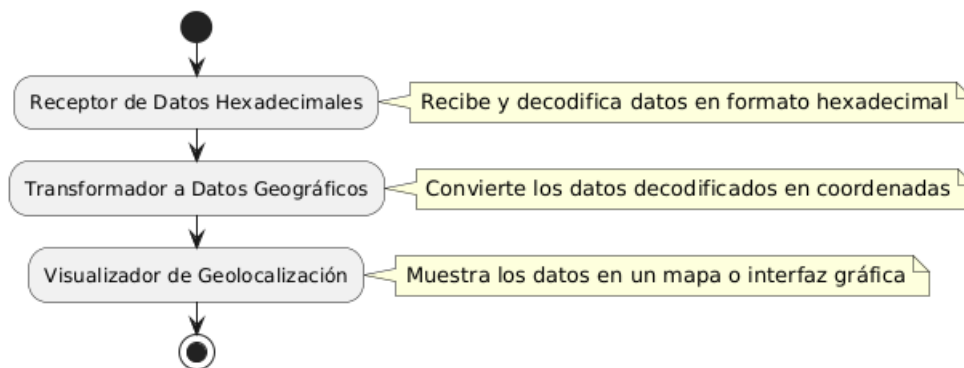 Receptor de Datos Hexadecimales
Recibe y decodifica datos en formato hexadecimal
Transformador a Datos Geográficos
Convierte los datos decodificados en coordenadas
Visualizador de Geolocalización
Muestra los datos en un mapa o interfaz gráfica